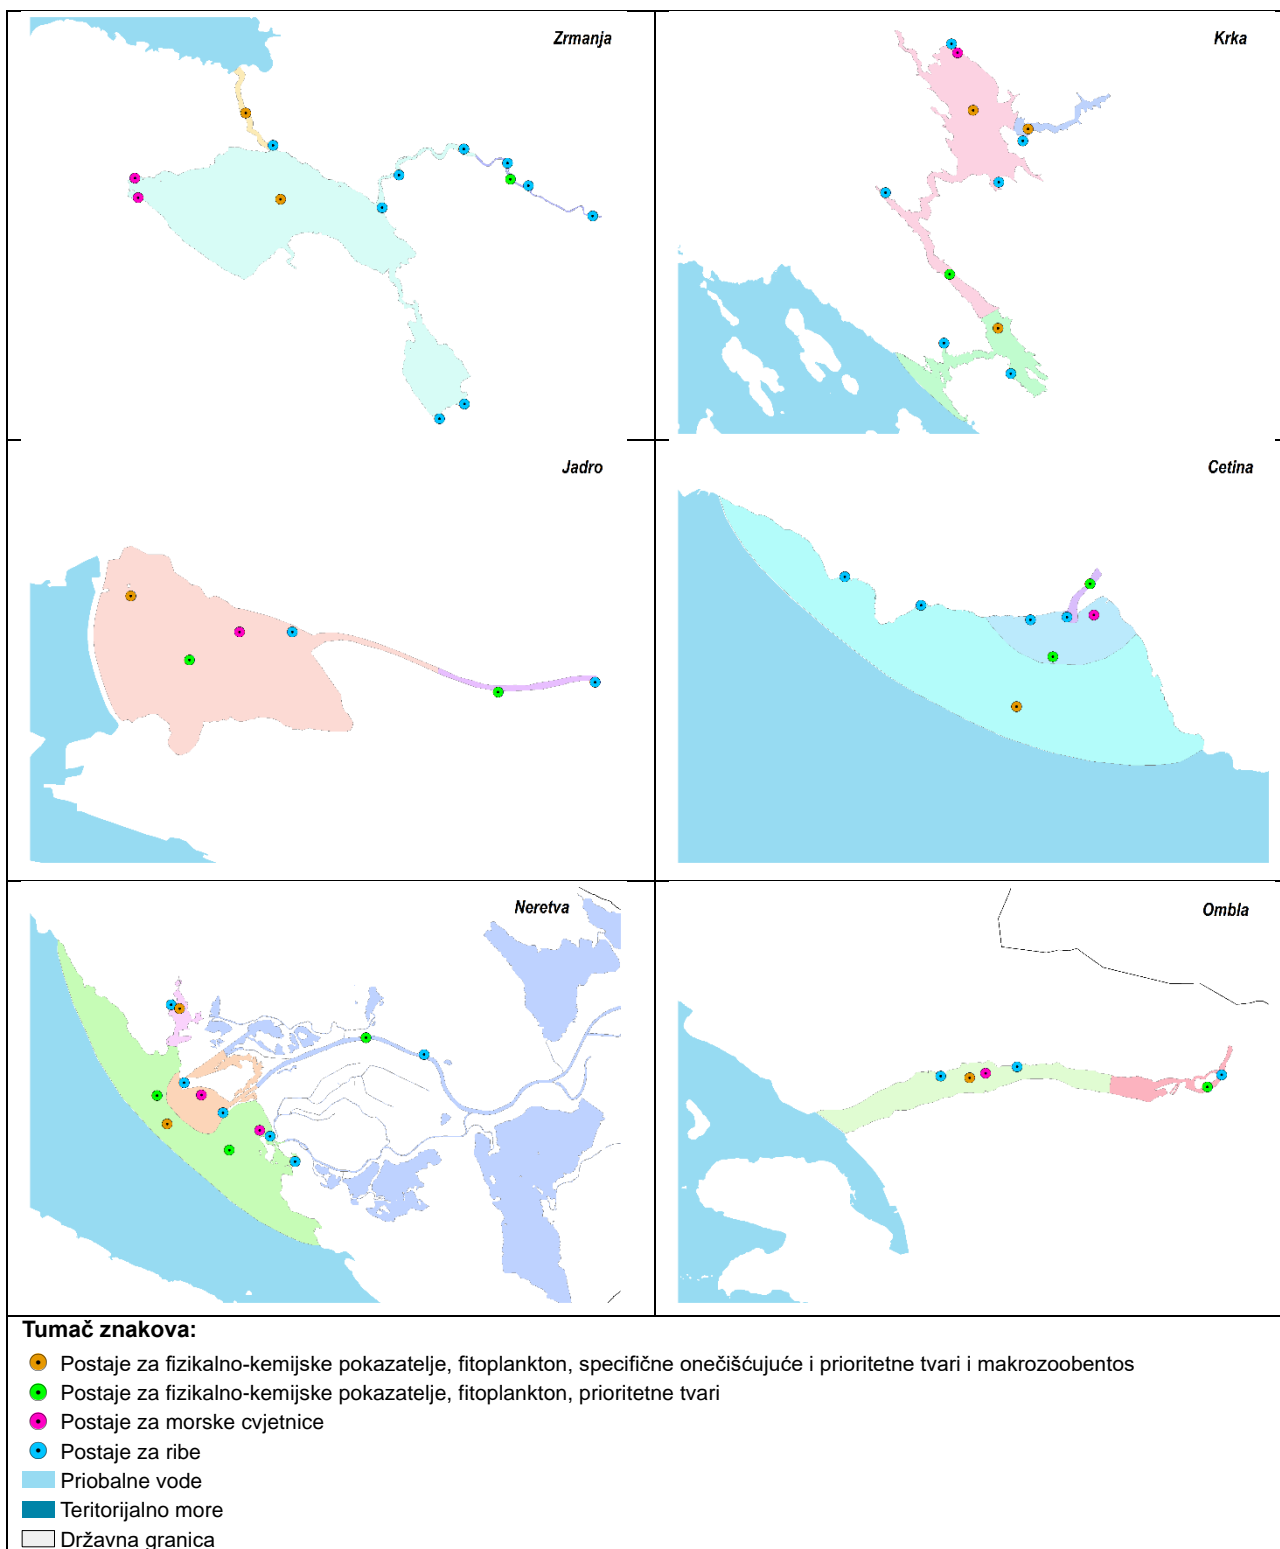 Zrmanja
Krka
Jadro
Cetina
Neretva
Ombla
Tumač znakova:
Postaje za fizikalno-kemijske pokazatelje, fitoplankton, specifične onečišćujuće i prioritetne tvari i makrozoobentos
Postaje za fizikalno-kemijske pokazatelje, fitoplankton, prioritetne tvari
Postaje za morske cvjetnice
Postaje za ribe
Priobalne vode
Teritorijalno more
Državna granica